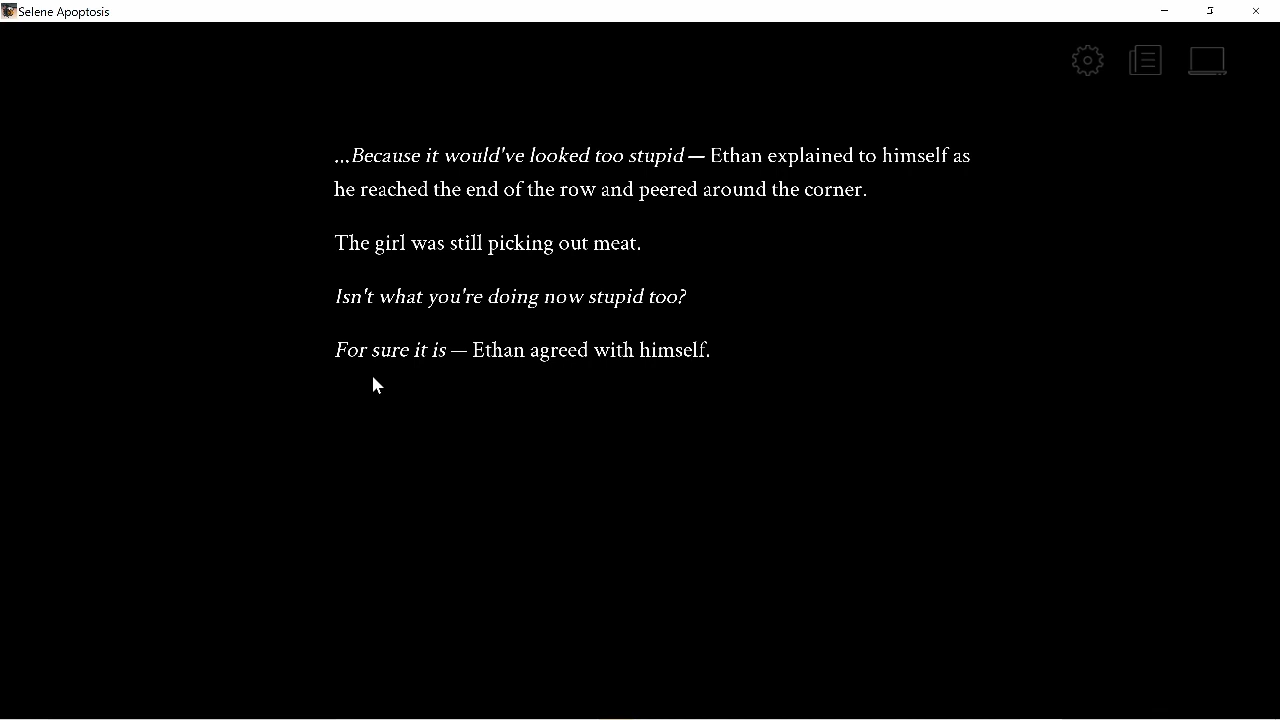 Selene Apoptosis
...Because it would've looked too stupid — Ethan explained to himself as
he reached the end of the row and peered around the corner.
The girl was still picking out meat.
Isn't what you're doing now stupid too?
For sure it is — Ethan agreed with himself.